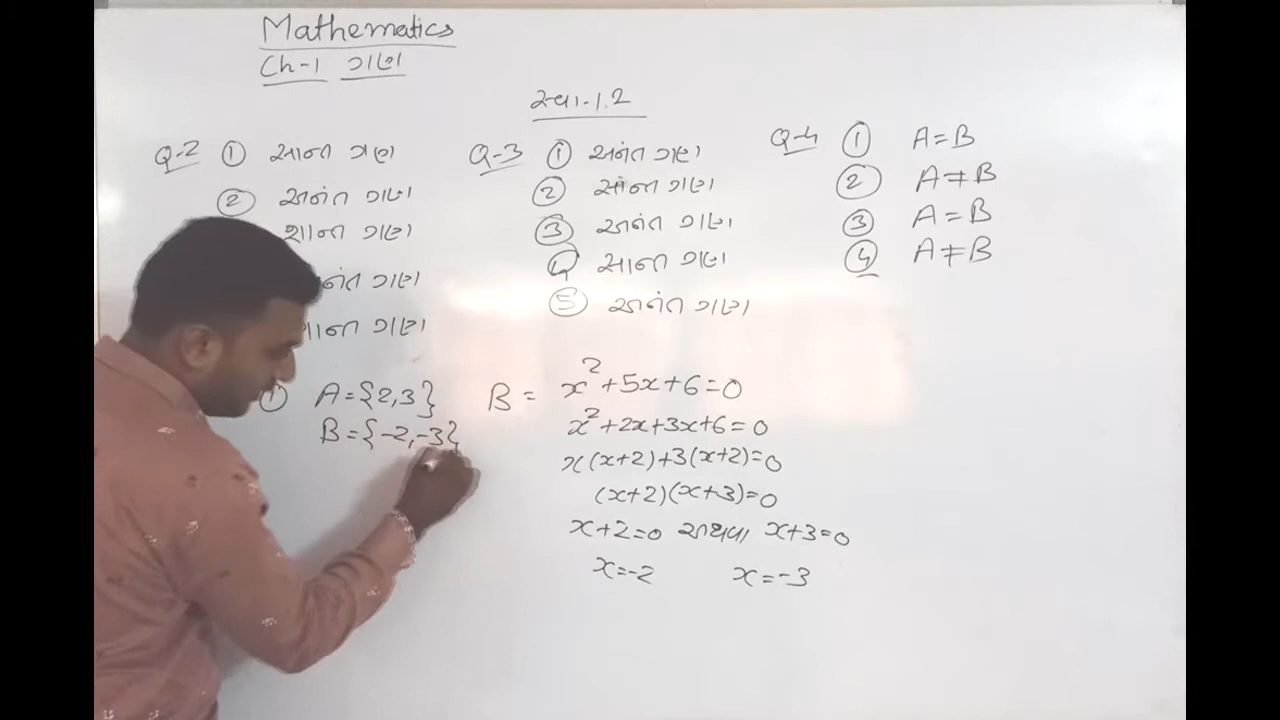 Mathematics
Ch-1 ગણ
સ્વા-1.2
Q-2 ① સાન્ત ગણ
② અનંત ગણ
સાન્ત ગણ
નંત ગણ
ગણ
Q-3 ① અનંત ગણ
② સાન્ત ગણ
③ અનંત ગણ
④ સાન્ત ગણ
⑤ અનંત ગણ
Q-4 ① A=B
② A≠B
③ A=B
④ A≠B
① A={2,3}
B={-2,-3}
B = x²+5x+6=0
x²+2x+3x+6=0
x(x+2)+3(x+2)=0
(x+2)(x+3)=0
x+2=0 અથવા x+3=0
x=-2 x=-3